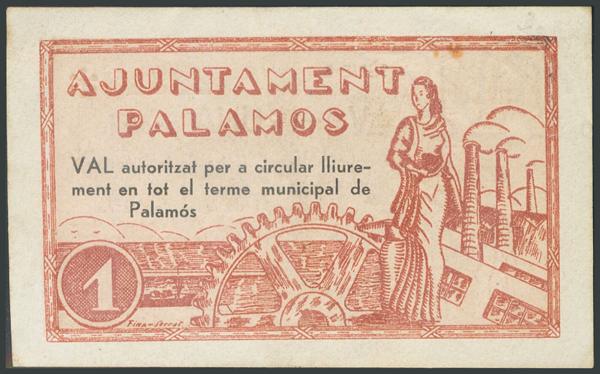 AJUNTAMENT
PALAMOS
VAL autoritzat per a circular lliure-
ment en tot el terme municipal de
Palamós
1